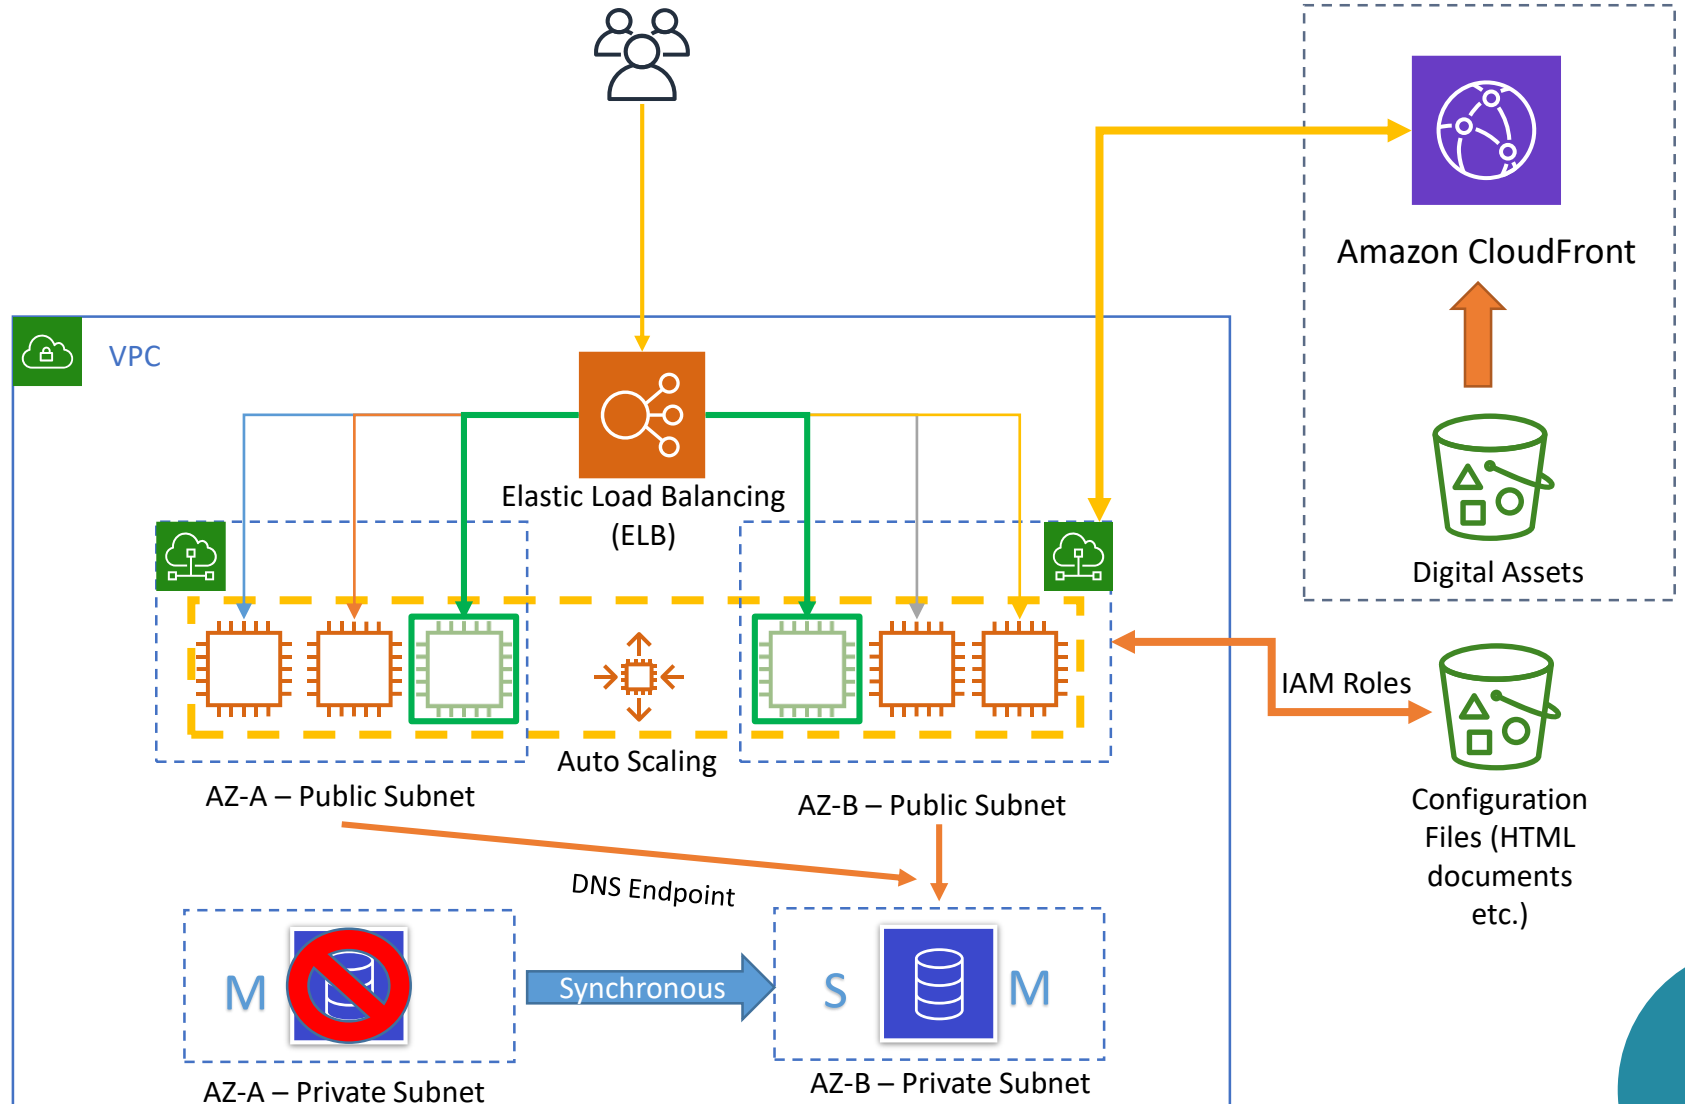 Amazon CloudFront
VPC
Elastic Load Balancing
(ELB)
Digital Assets
IAM Roles
Auto Scaling
AZ-A – Public Subnet
AZ-B – Public Subnet
Configuration
Files (HTML
documents
etc.)
DNS Endpoint
M
Synchronous
S
M
AZ-A – Private Subnet
AZ-B – Private Subnet